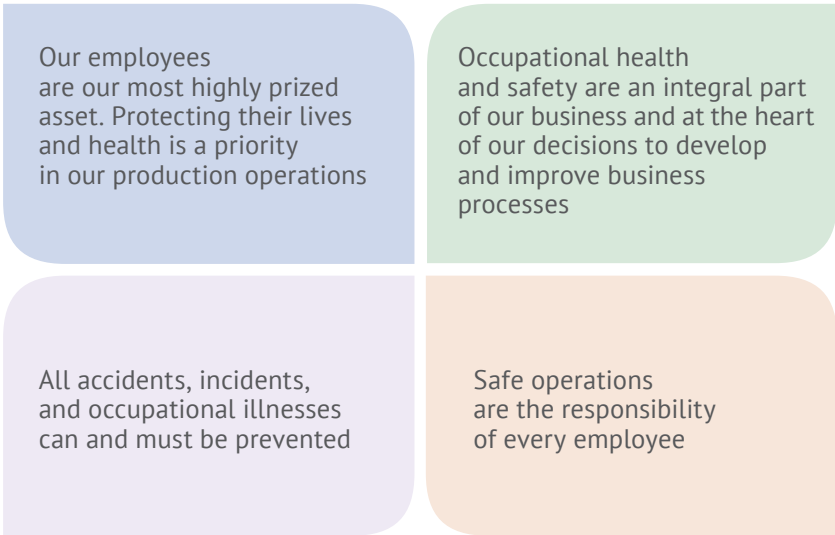 Our employees
are our most highly prized
asset. Protecting their lives
and health is a priority
in our production operations
Occupational health
and safety are an integral part
of our business and at the heart
of our decisions to develop
and improve business
processes
All accidents, incidents,
and occupational illnesses
can and must be prevented
Safe operations
are the responsibility
of every employee